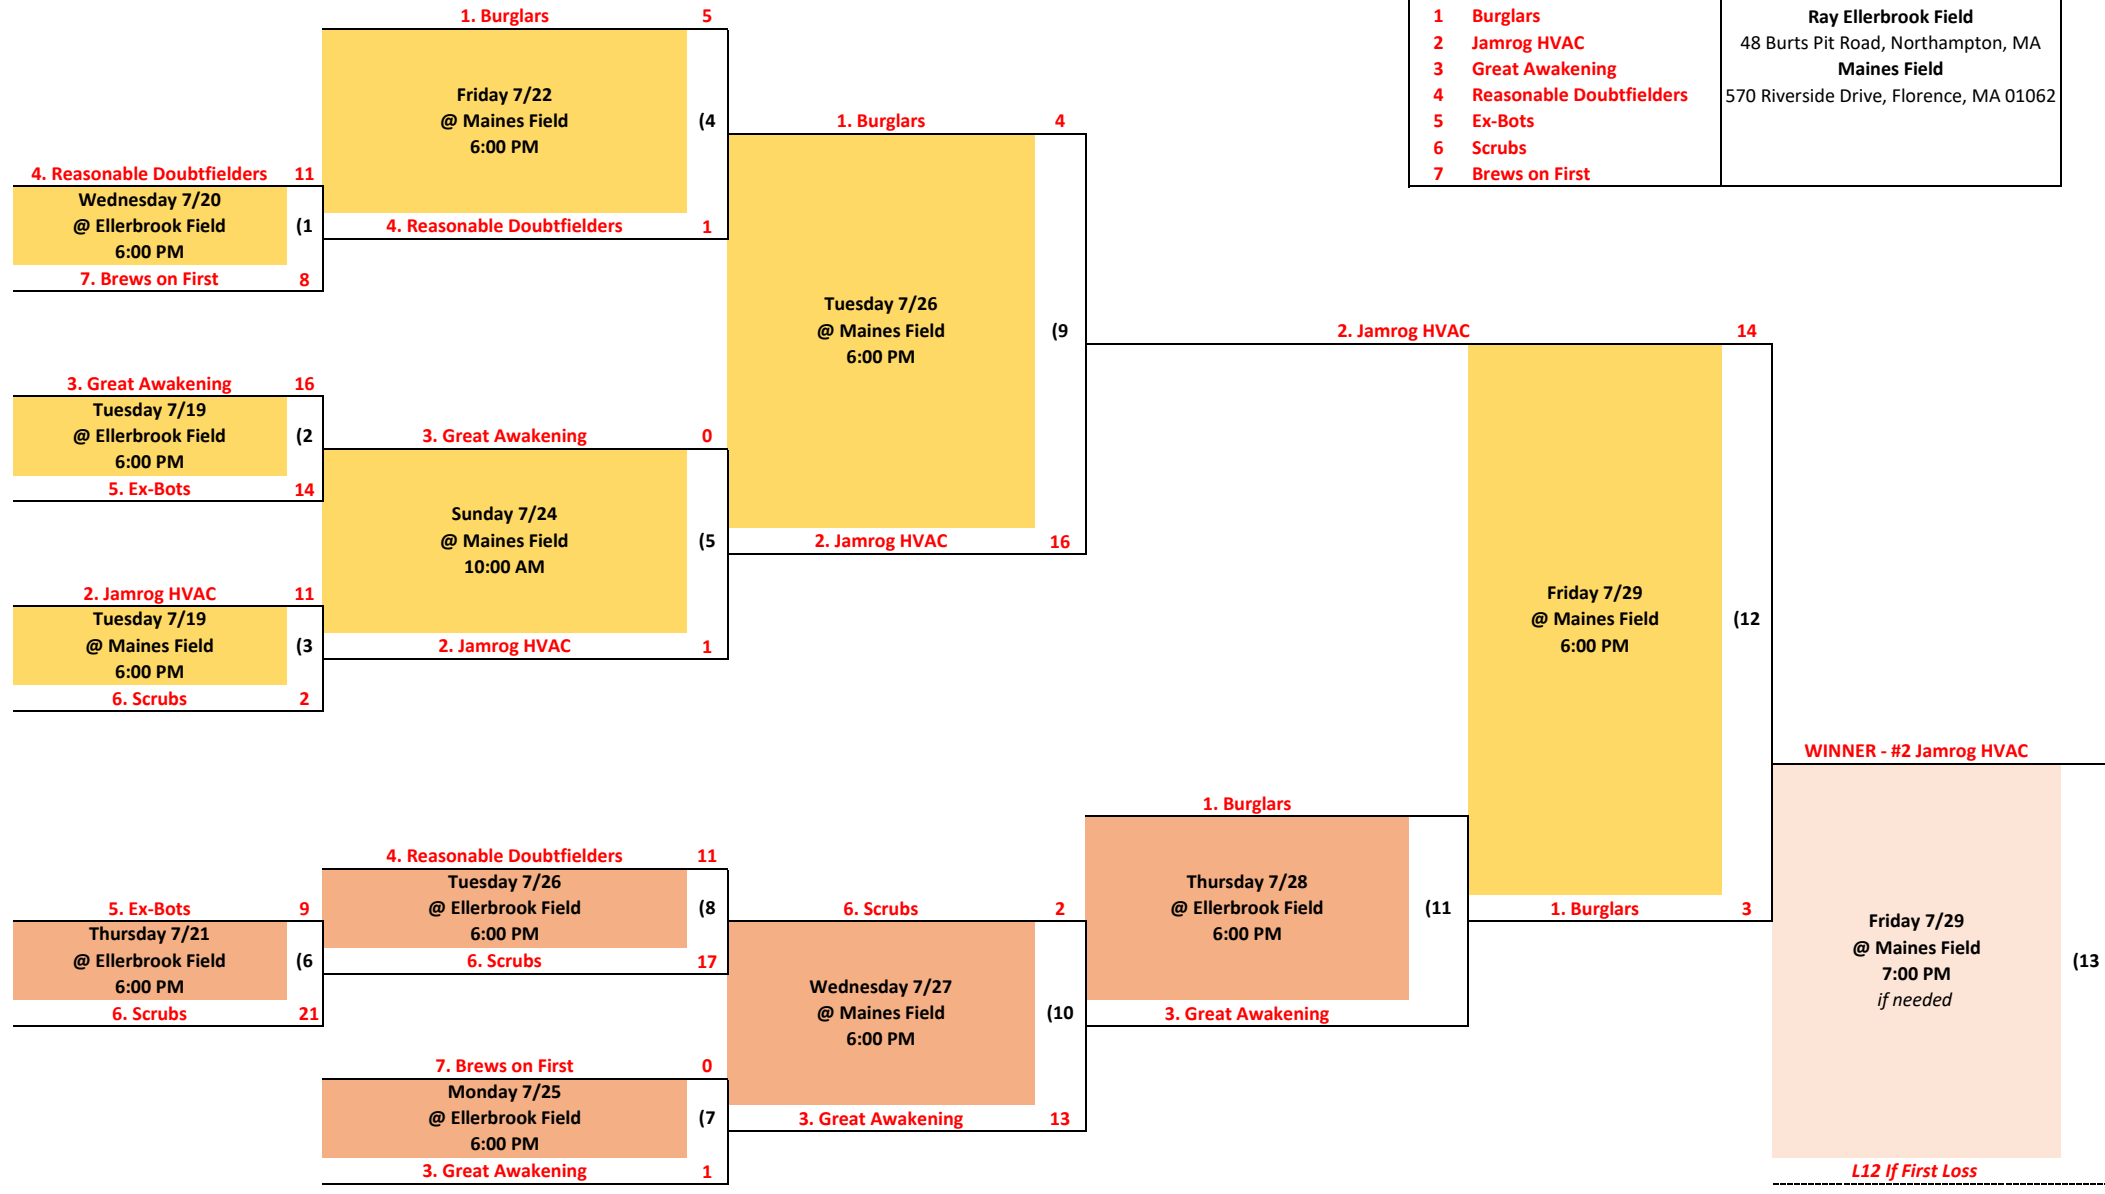 1. Burglars 5
Friday 7/22
@ Maines Field
6:00 PM
(4
4. Reasonable Doubtfielders 1
4. Reasonable Doubtfielders 11
Wednesday 7/20
@ Ellerbrook Field
6:00 PM
(1
7. Brews on First 8
3. Great Awakening 16
Tuesday 7/19
@ Ellerbrook Field
6:00 PM
(2
5. Ex-Bots 14
3. Great Awakening 0
Sunday 7/24
@ Maines Field
10:00 AM
(5
2. Jamrog HVAC 1
2. Jamrog HVAC 11
Tuesday 7/19
@ Maines Field
6:00 PM
(3
6. Scrubs 2
1. Burglars 4
Tuesday 7/26
@ Maines Field
6:00 PM
(9
2. Jamrog HVAC 16
1 Burglars
2 Jamrog HVAC
3 Great Awakening
4 Reasonable Doubtfielders
5 Ex-Bots
6 Scrubs
7 Brews on First
Ray Ellerbrook Field
48 Burts Pit Road, Northampton, MA
Maines Field
570 Riverside Drive, Florence, MA 01062
2. Jamrog HVAC 14
Friday 7/29
@ Maines Field
6:00 PM
(12
1. Burglars 3
5. Ex-Bots 9
Thursday 7/21
@ Ellerbrook Field
6:00 PM
(6
6. Scrubs 21
4. Reasonable Doubtfielders 11
Tuesday 7/26
@ Ellerbrook Field
6:00 PM
(8
6. Scrubs 17
7. Brews on First 0
Monday 7/25
@ Ellerbrook Field
6:00 PM
(7
3. Great Awakening 1
6. Scrubs 2
Wednesday 7/27
@ Maines Field
6:00 PM
(10
3. Great Awakening 13
1. Burglars
Thursday 7/28
@ Ellerbrook Field
6:00 PM
(11
3. Great Awakening
WINNER - #2 Jamrog HVAC
Friday 7/29
@ Maines Field
7:00 PM
if needed
(13
L12 If First Loss